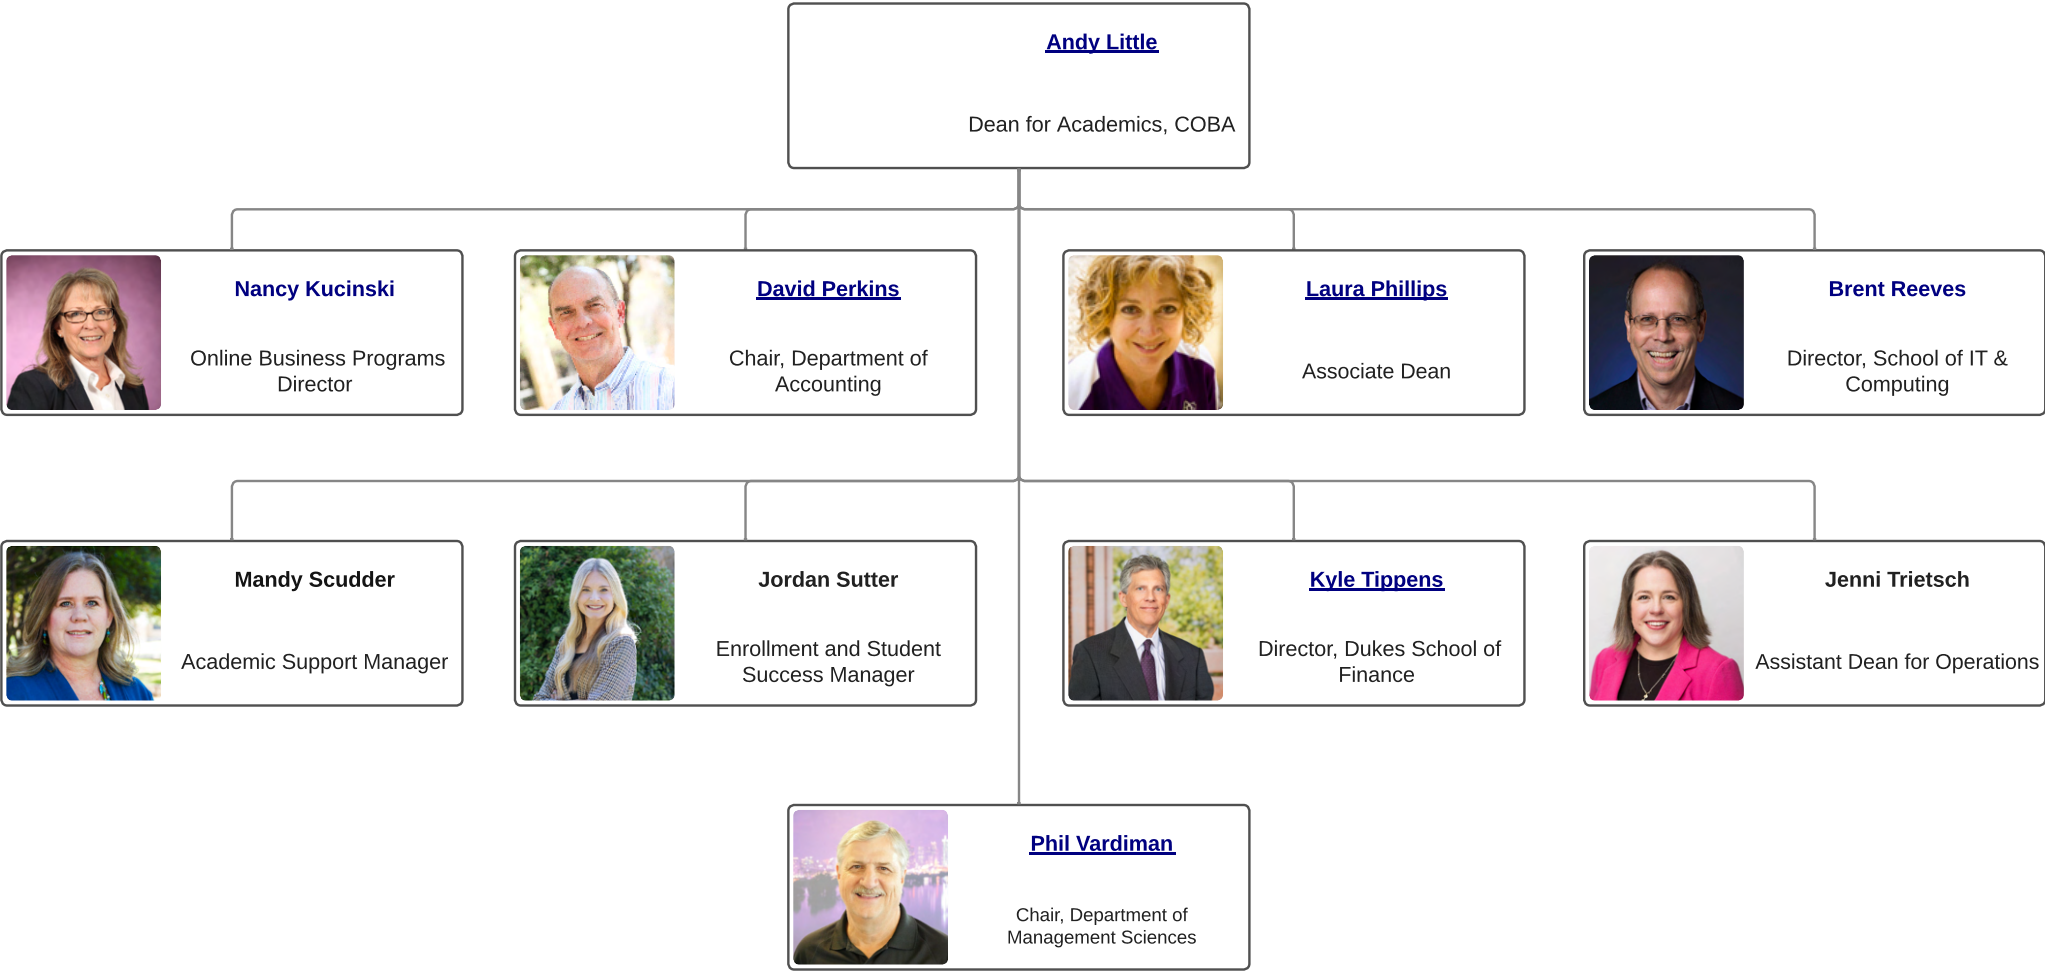 Andy Little
Dean for Academics, COBA
Nancy Kucinski
Online Business Programs
Director
David Perkins
Chair, Department of
Accounting
Laura Phillips
Associate Dean
Brent Reeves
Director, School of IT &
Computing
Mandy Scudder
Academic Support Manager
Jordan Sutter
Enrollment and Student
Success Manager
Kyle Tippens
Director, Dukes School of
Finance
Jenni Trietsch
Assistant Dean for Operations
Phil Vardiman
Chair, Department of
Management Sciences